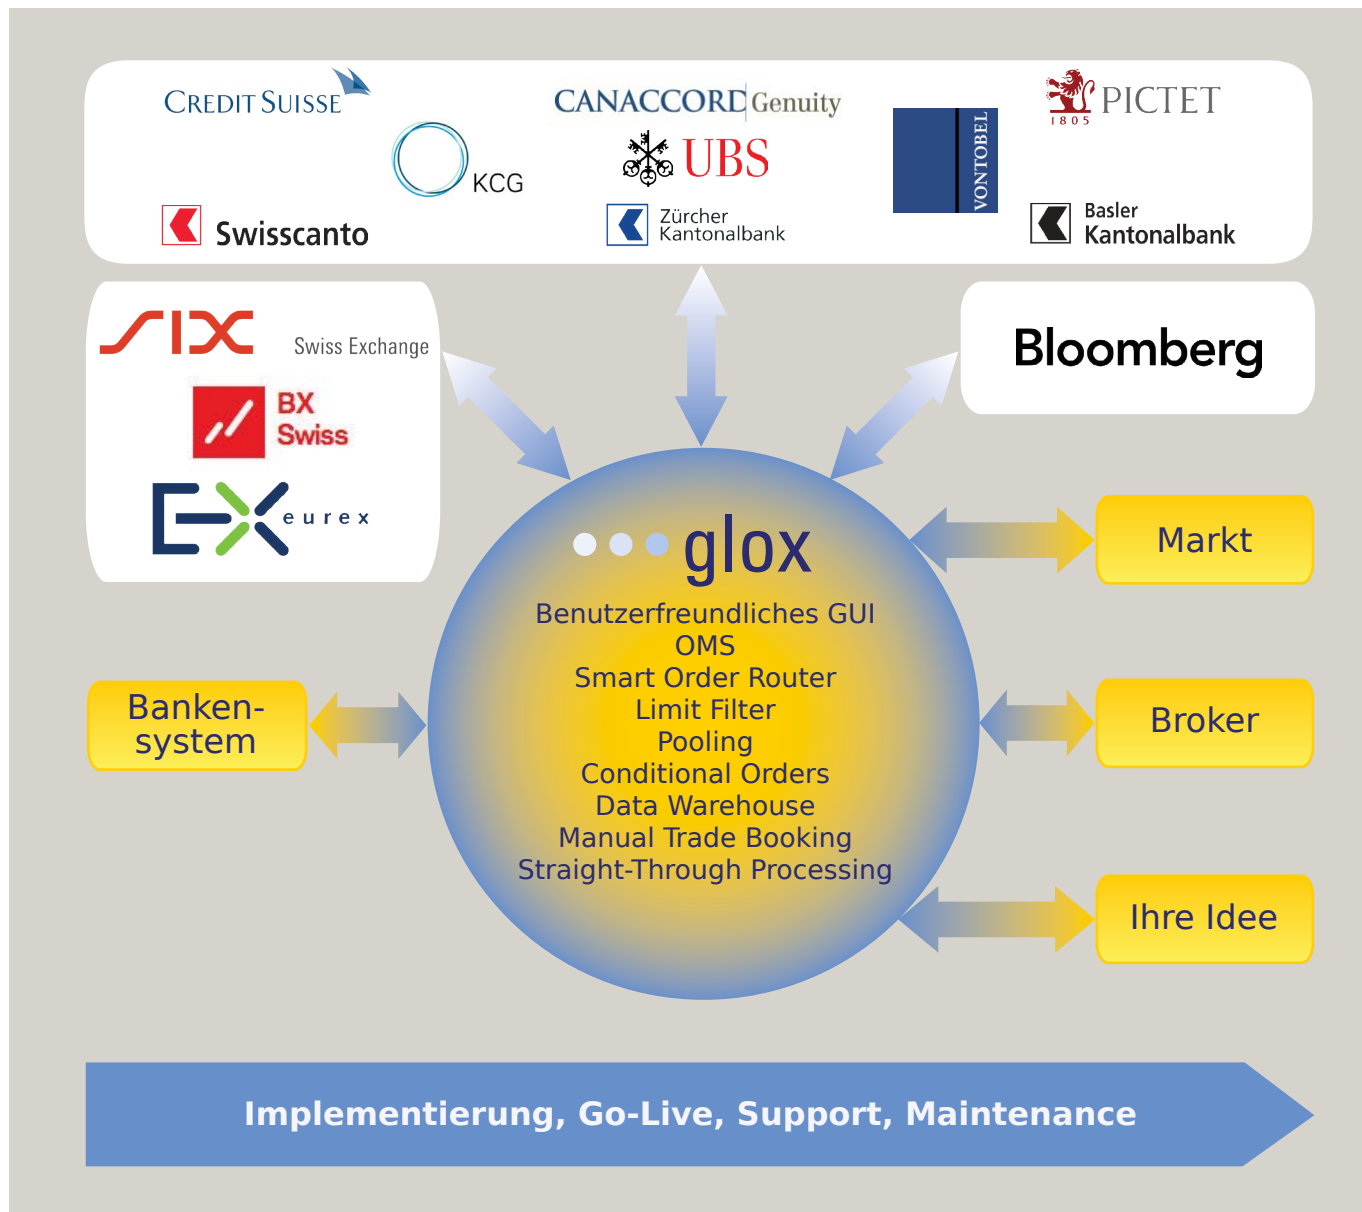 CREDIT SUISSE
CANACCORD Genuity
PICTET
1805
KCG
UBS
VONTOBEL
Swisscanto
Zürcher
Kantonalbank
Basler
Kantonalbank
SIX
Swiss Exchange
BX
Swiss
EX
eurex
Bloomberg
glox
Benutzerfreundliches GUI
OMS
Smart Order Router
Limit Filter
Pooling
Conditional Orders
Data Warehouse
Manual Trade Booking
Straight-Through Processing
Banken-
system
Markt
Broker
Ihre Idee
Implementierung, Go-Live, Support, Maintenance